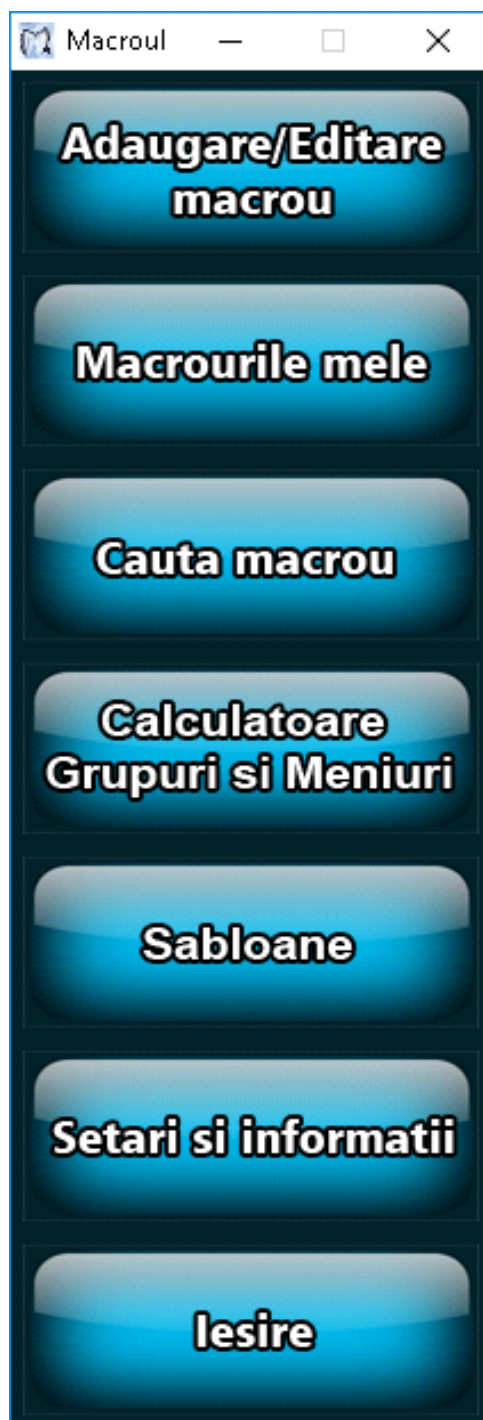 Macroul
Adaugare/Editare
macrou
Macrourile mele
Cauta macrou
Calculatoare
Grupuri si Meniuri
Sabloane
Setari si informatii
Iesire